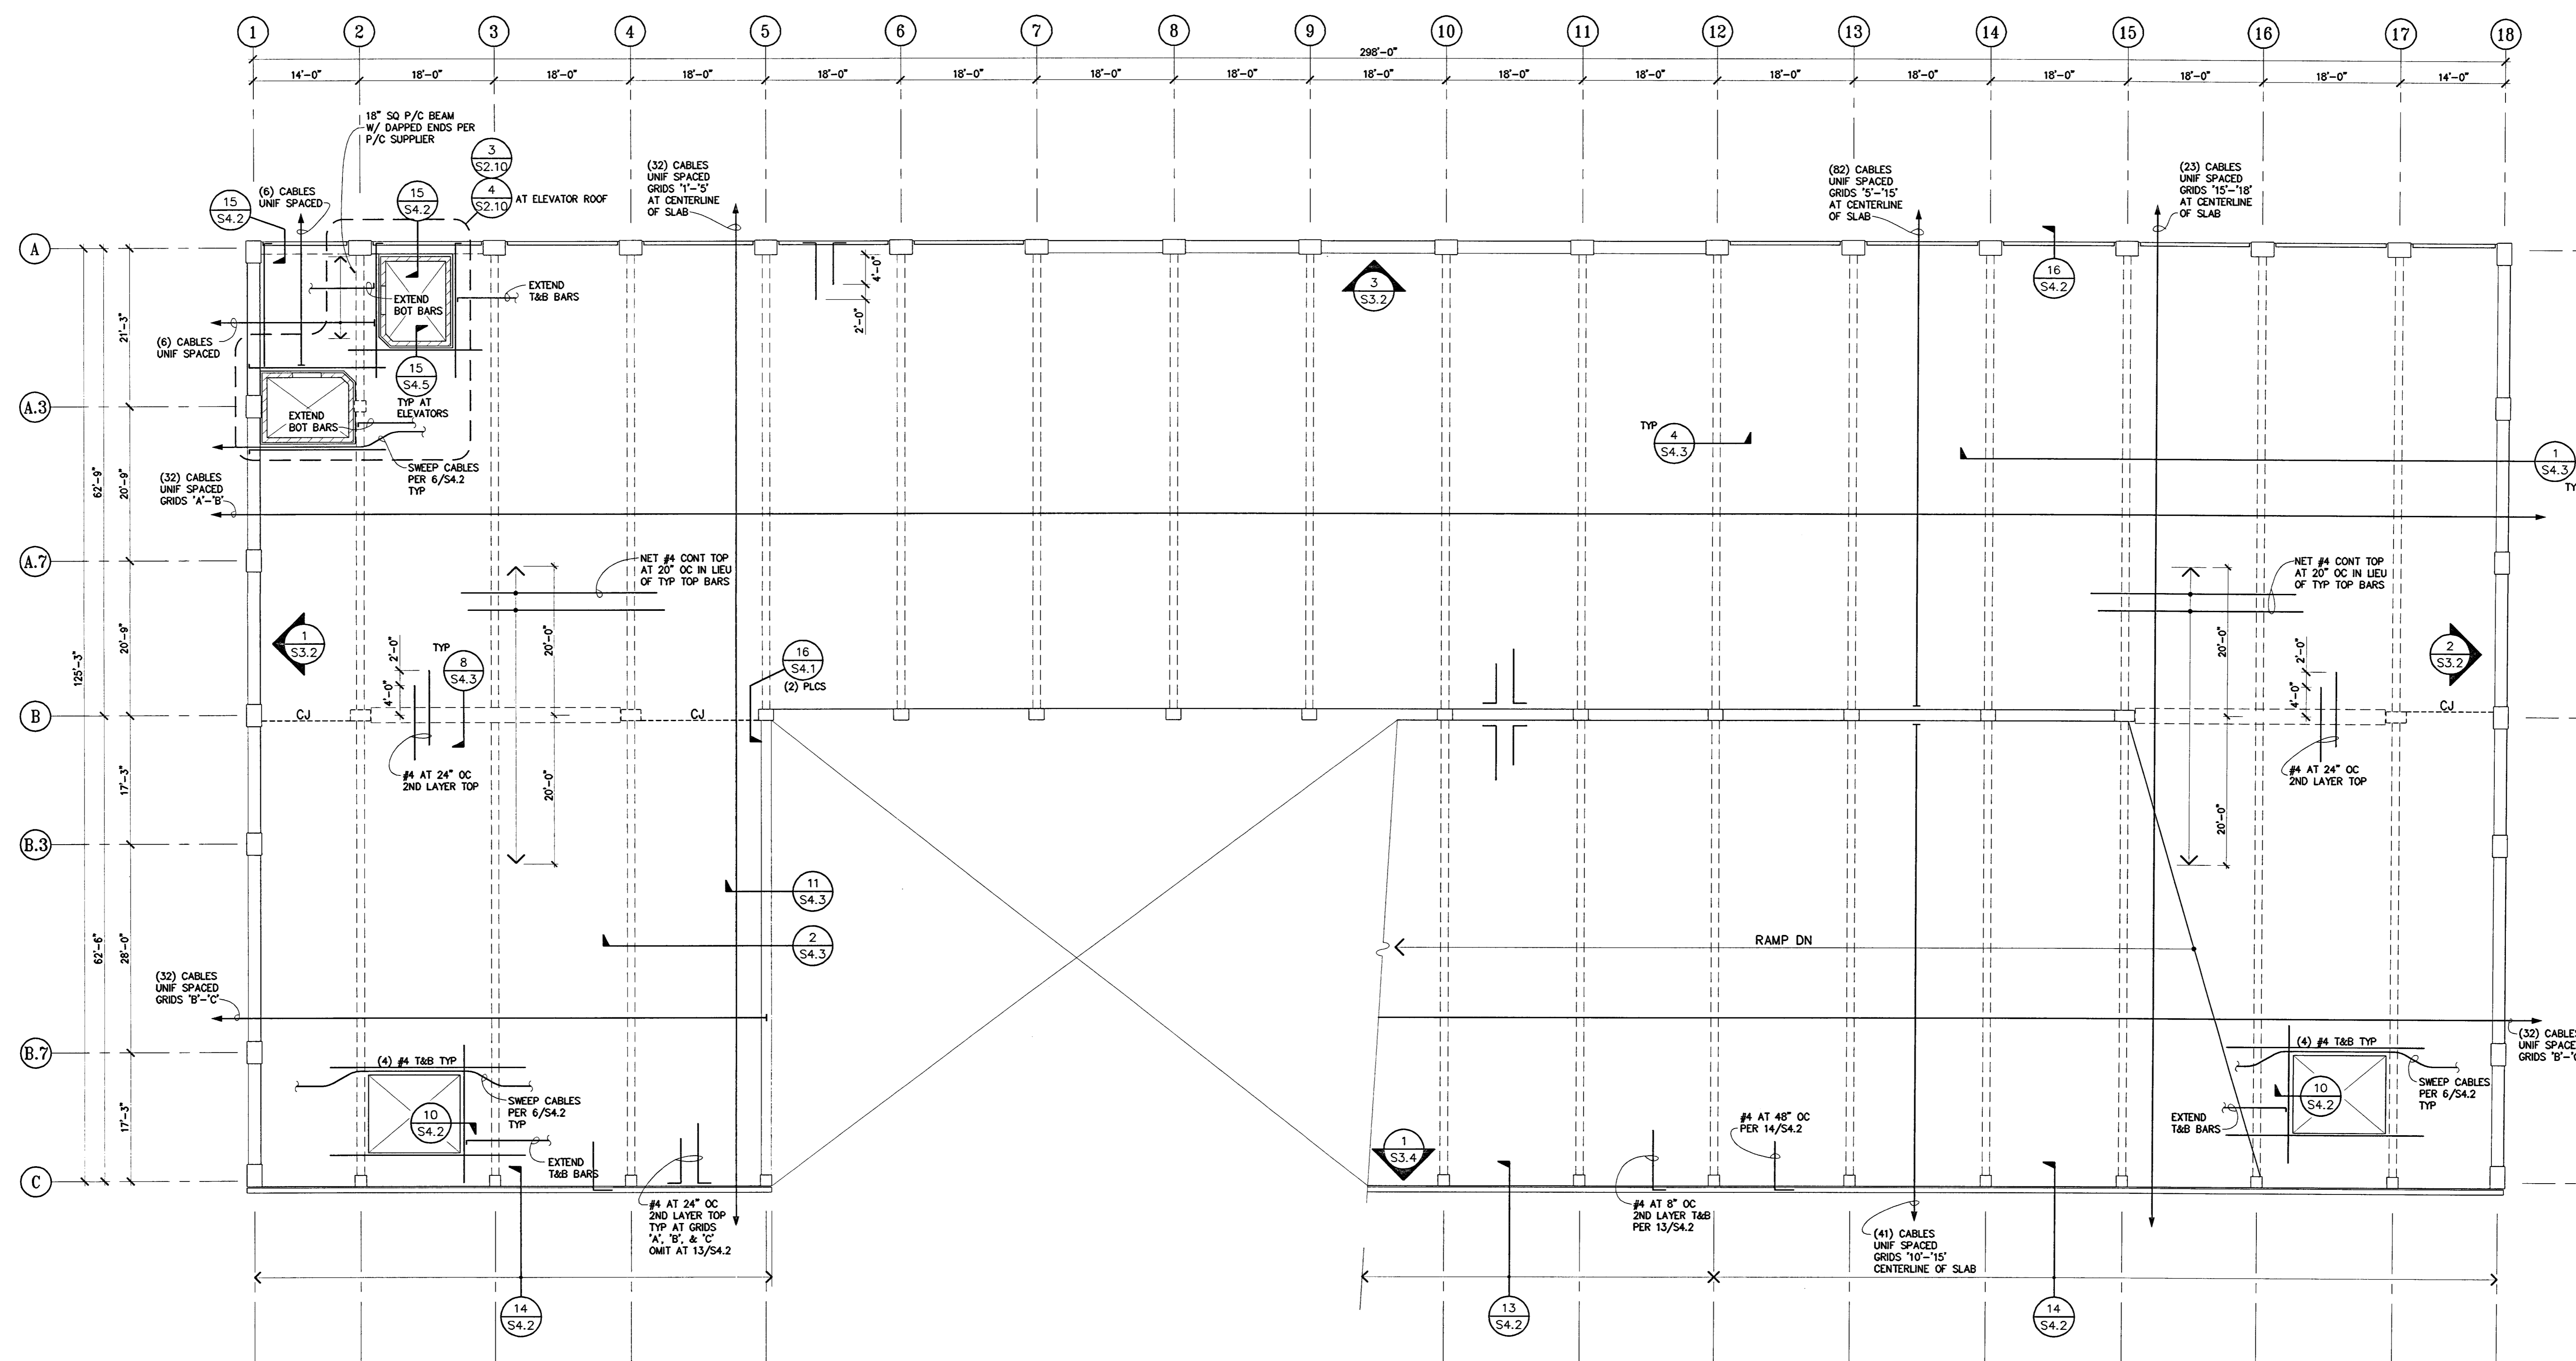 1 2 3 4 5 6 7 8 9 10 11 12 13 14 15 16 17 18
298'-0"
14'-0" 18'-0" 18'-0" 18'-0" 18'-0" 18'-0" 18'-0" 18'-0" 18'-0" 18'-0" 18'-0" 18'-0" 18'-0" 18'-0" 18'-0" 18'-0" 14'-0"
18" SQ P/C BEAM
W/ DAPPED ENDS PER
P/C SUPPLIER
3
S2.10
4
S2.10
AT ELEVATOR ROOF
15
S4.2
(6) CABLES
UNIF SPACED
15
S4.2
(32) CABLES
UNIF SPACED
GRIDS '1'-'5'
AT CENTERLINE
OF SLAB
(82) CABLES
UNIF SPACED
GRIDS '5'-'15'
AT CENTERLINE
OF SLAB
(23) CABLES
UNIF SPACED
GRIDS '15'-'18'
AT CENTERLINE
OF SLAB
A
EXTEND
BOT BARS
EXTEND
T&B BARS
4'-0"
2'-0"
3
S3.2
16
S4.2
21'-3"
(6) CABLES
UNIF SPACED
15
S4.5
TYP AT
ELEVATORS
A.3
EXTEND
BOT BARS
SWEEP CABLES
PER 6/S4.2
TYP
TYP
4
S4.3
1
S4.3
TY
62'-9"
20'-9"
(32) CABLES
UNIF SPACED
GRIDS 'A'-'B'
A.7
NET #4 CONT TOP
AT 20" OC IN LIEU
OF TYP TOP BARS
NET #4 CONT TOP
AT 20" OC IN LIEU
OF TYP TOP BARS
125'-3"
20'-9"
1
S3.2
2'-0"
4'-0"
TYP
8
S4.3
20'-0"
16
S4.1
(2) PLCS
20'-0"
2'-0"
4'-0"
2
S3.2
B
CJ
CJ
CJ
#4 AT 24" OC
2ND LAYER TOP
#4 AT 24" OC
2ND LAYER TOP
17'-3"
20'-0"
20'-0"
B.3
11
S4.3
2
S4.3
RAMP DN
62'-6"
28'-0"
(32) CABLES
UNIF SPACED
GRIDS 'B'-'C'
(32) CABLES
UNIF SPACE
GRIDS 'B'-'C
B.7
(4) #4 T&B TYP
(4) #4 T&B TYP
SWEEP CABLES
PER 6/S4.2
TYP
10
S4.2
SWEEP CABLES
PER 6/S4.2
TYP
10
S4.2
17'-3"
EXTEND
T&B BARS
EXTEND
T&B BARS
#4 AT 48" OC
PER 14/S4.2
1
S3.4
C
#4 AT 24" OC
2ND LAYER TOP
TYP AT GRIDS
'A', 'B', & 'C'
OMIT AT 13/S4.2
#4 AT 8" OC
2ND LAYER T&B
PER 13/S4.2
(41) CABLES
UNIF SPACED
GRIDS '10'-'15'
CENTERLINE OF SLAB
14
S4.2
13
S4.2
14
S4.2